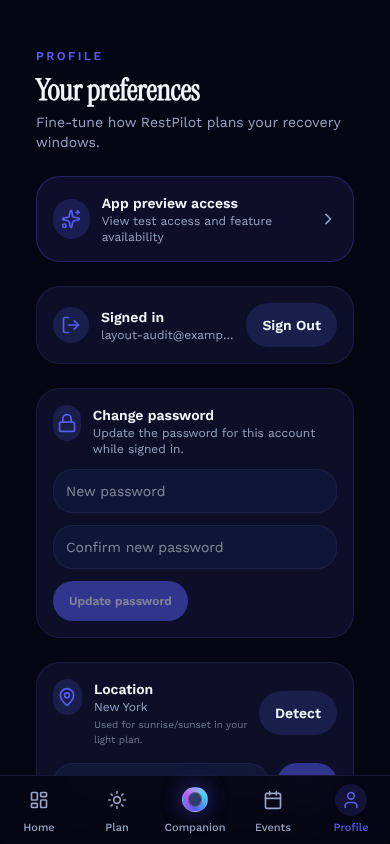 PROFILE
Your preferences
Fine-tune how RestPilot plans your recovery
windows.
App preview access
View test access and feature
availability
Signed in
layout-audit@examp...
Sign Out
Change password
Update the password for this account
while signed in.
New password
Confirm new password
Update password
Location
New York
Used for sunrise/sunset in your
light plan.
Detect
Home
Plan
Companion
Events
Profile